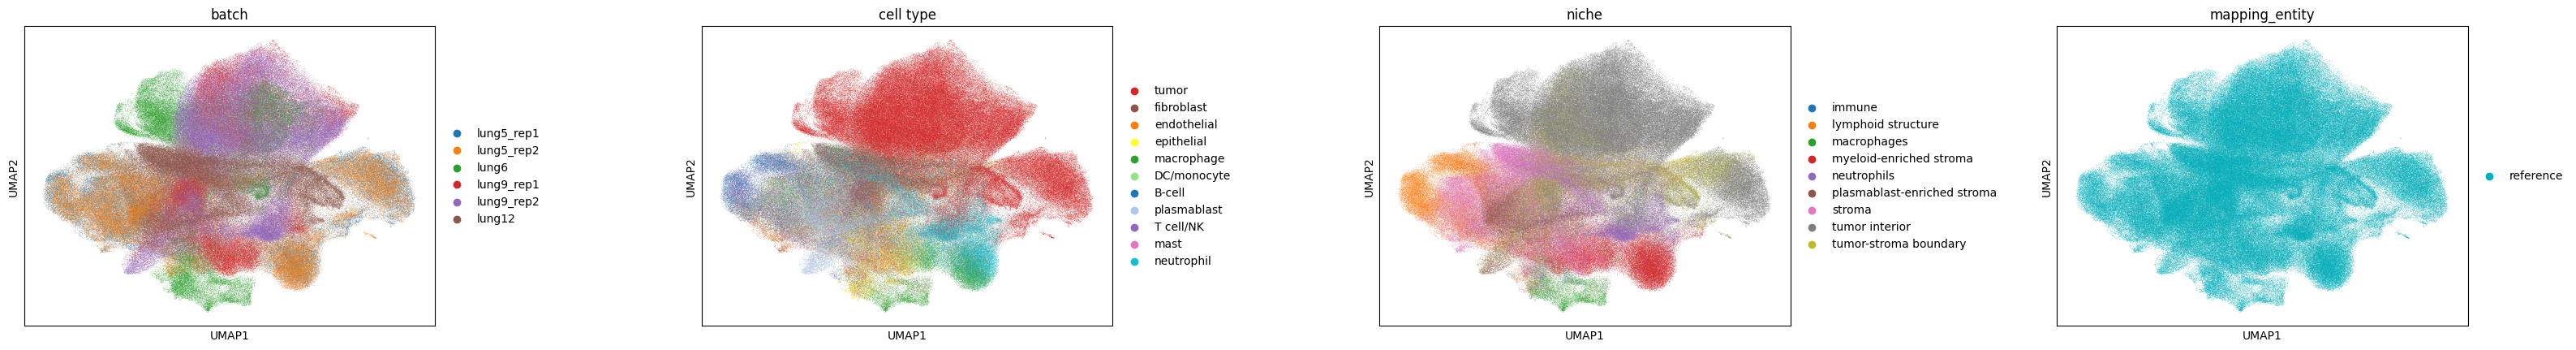 batch
UMAP2
UMAP1
lung5_rep1
lung5_rep2
lung6
lung9_rep1
lung9_rep2
lung12
cell type
UMAP2
UMAP1
tumor
fibroblast
endothelial
epithelial
macrophage
DC/monocyte
B-cell
plasmablast
T cell/NK
mast
neutrophil
niche
UMAP2
UMAP1
immune
lymphoid structure
macrophages
myeloid-enriched stroma
neutrophils
plasmablast-enriched stroma
stroma
tumor interior
tumor-stroma boundary
mapping_entity
UMAP2
UMAP1
reference